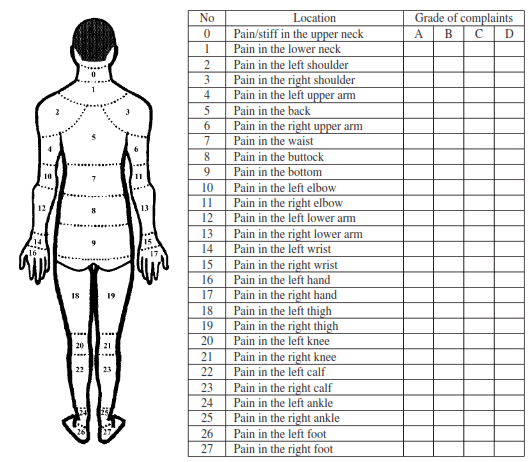 0
1
2 3
5
4 6
10 7 11
12 8 13
14 9 15
16 17
18 19
20 21
22 23
24 25
26 27
No Location Grade of complaints
0 Pain/stiff in the upper neck A B C D
1 Pain in the lower neck
2 Pain in the left shoulder
3 Pain in the right shoulder
4 Pain in the left upper arm
5 Pain in the back
6 Pain in the right upper arm
7 Pain in the waist
8 Pain in the buttock
9 Pain in the bottom
10 Pain in the left elbow
11 Pain in the right elbow
12 Pain in the left lower arm
13 Pain in the right lower arm
14 Pain in the left wrist
15 Pain in the right wrist
16 Pain in the left hand
17 Pain in the right hand
18 Pain in the left thigh
19 Pain in the right thigh
20 Pain in the left knee
21 Pain in the right knee
22 Pain in the left calf
23 Pain in the right calf
24 Pain in the left ankle
25 Pain in the right ankle
26 Pain in the left foot
27 Pain in the right foot